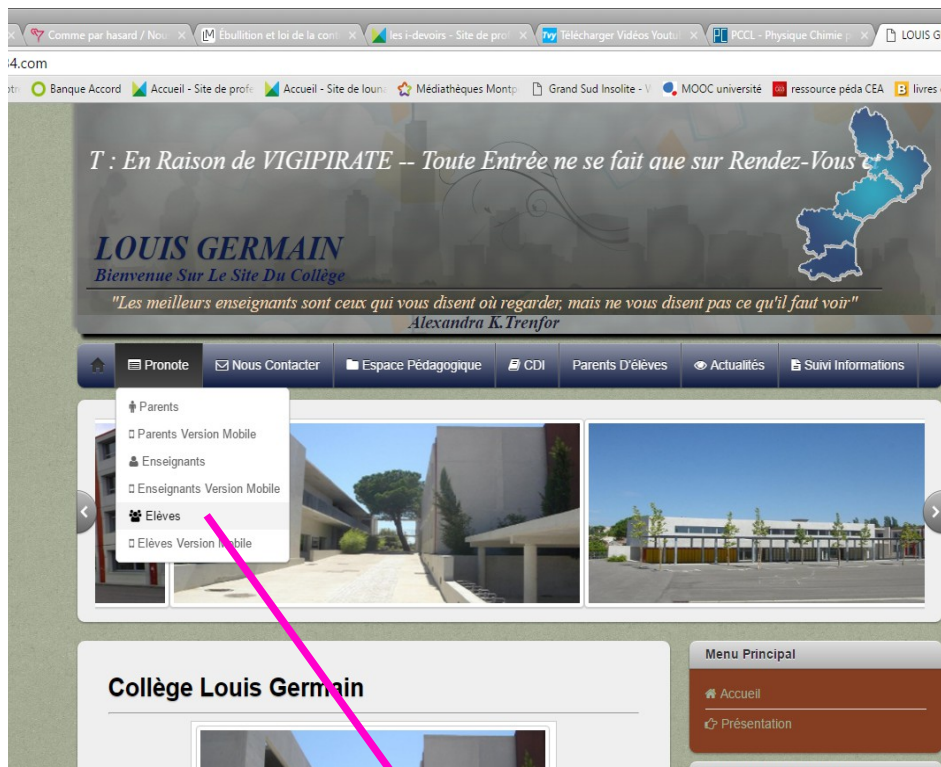 Comme par hasard / Nou
Ébullition et loi de la cont
les i-devoirs - Site de prof
Télécharger Vidéos Youtu
PCCL - Physique Chimie p
LOUIS G
4.com
Banque Accord
Accueil - Site de profe
Accueil - Site de louna
Médiathèques Montp
Grand Sud Insolite - V
MOOC université
ressource péda CEA
livres
T : En Raison de VIGIPIRATE -- Toute Entrée ne se fait que sur Rendez-Vous
LOUIS GERMAIN
Bienvenue Sur Le Site Du Collège
"Les meilleurs enseignants sont ceux qui vous disent où regarder, mais ne vous disent pas ce qu'il faut voir"
Alexandra K.Trenfor
Pronote
Nous Contacter
Espace Pédagogique
CDI
Parents D'élèves
Actualités
Suivi Informations
Parents
Parents Version Mobile
Enseignants
Enseignants Version Mobile
Elèves
Elèves Version Mobile
Collège Louis Germain
Menu Principal
Accueil
Présentation